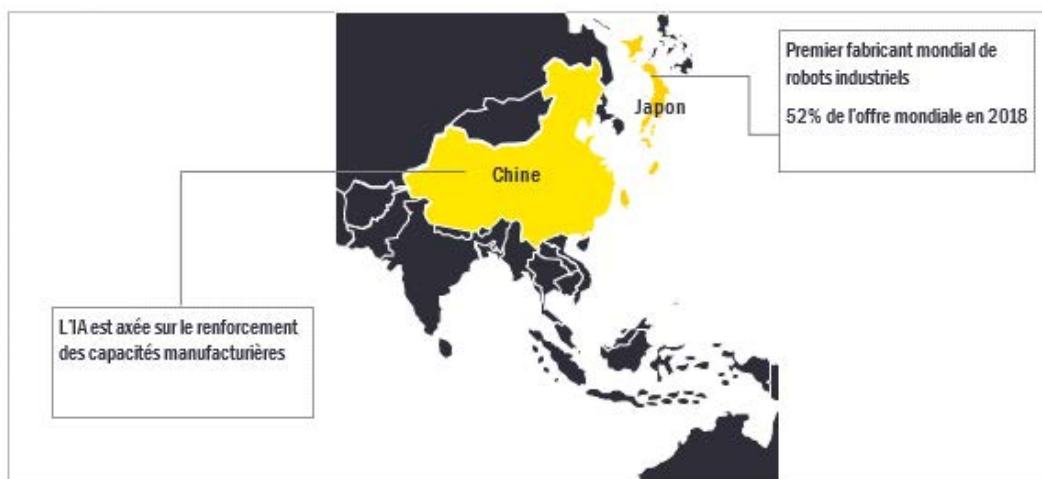 Premier fabricant mondial de
robots industriels
52% de l'offre mondiale en 2018
Japon
Chine
L'IA est axée sur le renforcement
des capacités manufacturières